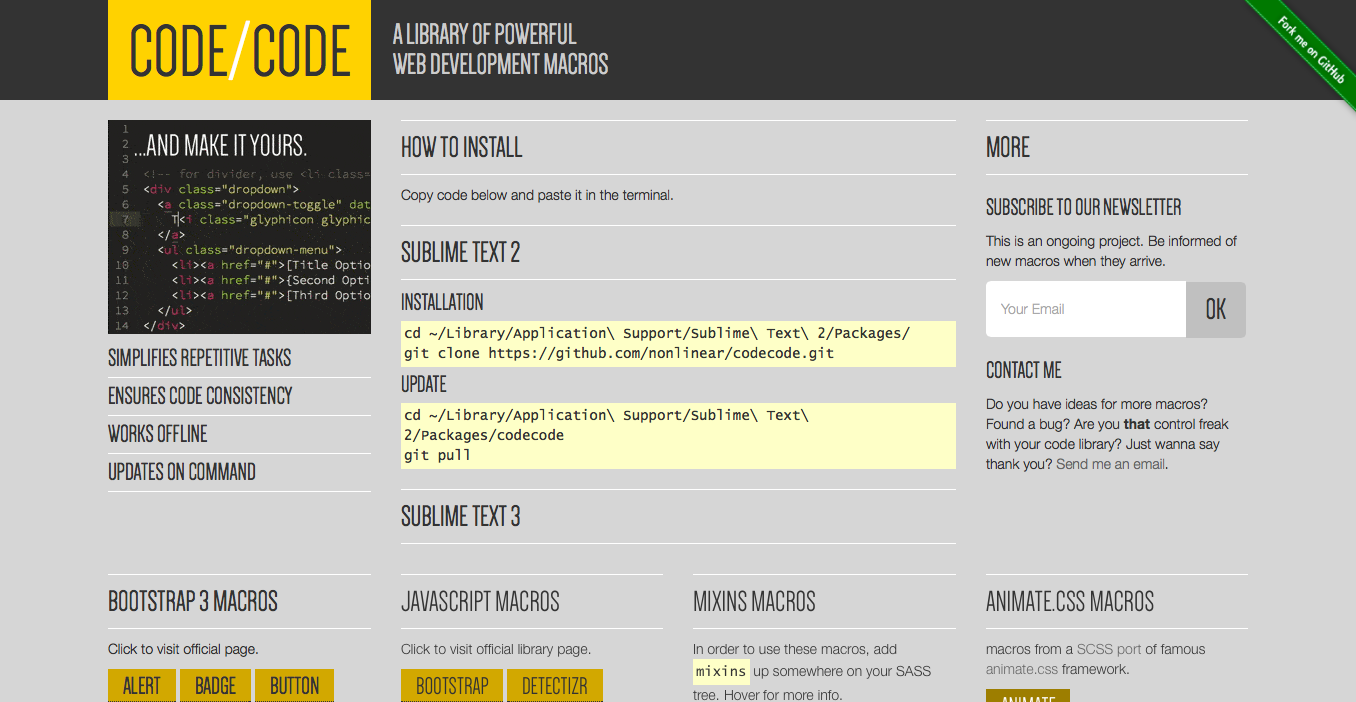 CODE/CODE
A LIBRARY OF POWERFUL
WEB DEVELOPMENT MACROS
Fork me on GitHub
1
2
3
...AND MAKE IT YOURS.
4 <!-- for divider, use <li class=
5 <div class="dropdown">
6 <a class="dropdown-toggle" dat
7 T<i class="glyphicon glyphic
8 </a>
9 <ul class="dropdown-menu">
10 <li><a href="#">[Title Optio
11 <li><a href="#">{Second Opti
12 <li><a href="#">[Third Optio
13 </ul>
14 </div>
SIMPLIFIES REPETITIVE TASKS
ENSURES CODE CONSISTENCY
WORKS OFFLINE
UPDATES ON COMMAND
HOW TO INSTALL
Copy code below and paste it in the terminal.
SUBLIME TEXT 2
INSTALLATION
cd ~/Library/Application\ Support/Sublime\ Text\ 2/Packages/
git clone https://github.com/nonlinear/codecode.git
UPDATE
cd ~/Library/Application\ Support/Sublime\ Text\
2/Packages/codecode
git pull
SUBLIME TEXT 3
MORE
SUBSCRIBE TO OUR NEWSLETTER
This is an ongoing project. Be informed of
new macros when they arrive.
Your Email
OK
CONTACT ME
Do you have ideas for more macros?
Found a bug? Are you that control freak
with your code library? Just wanna say
thank you? Send me an email.
BOOTSTRAP 3 MACROS
Click to visit official page.
ALERT BADGE BUTTON
JAVASCRIPT MACROS
Click to visit official library page.
BOOTSTRAP DETECTIZR
MIXINS MACROS
In order to use these macros, add
mixins up somewhere on your SASS
tree. Hover for more info.
ANIMATE.CSS MACROS
macros from a SCSS port of famous
animate.css framework.
ANIMATE